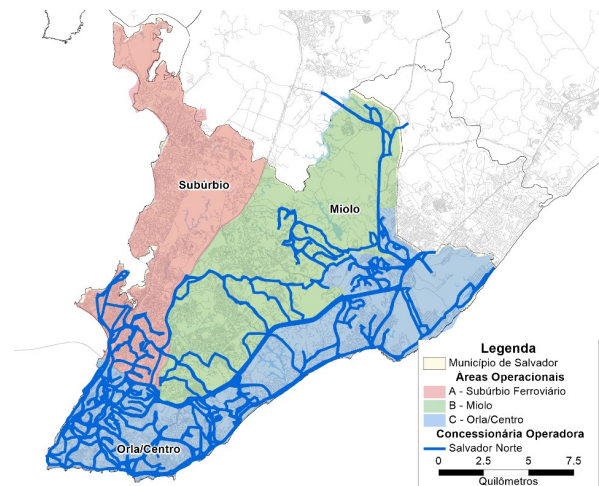 Subúrbio
Miolo
Orla/Centro
Legenda
Município de Salvador
Áreas Operacionais
A - Subúrbio Ferroviário
B - Miolo
C - Orla/Centro
Concessionária Operadora
Salvador Norte
0 2.5 5 7.5
Quilômetros